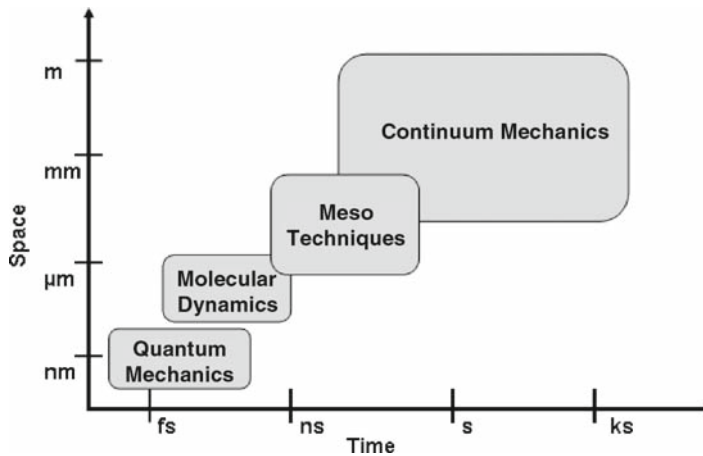 m
Continuum Mechanics
mm
Meso
Techniques
Space
μm
Molecular
Dynamics
Quantum
Mechanics
nm
fs
ns
s
ks
Time